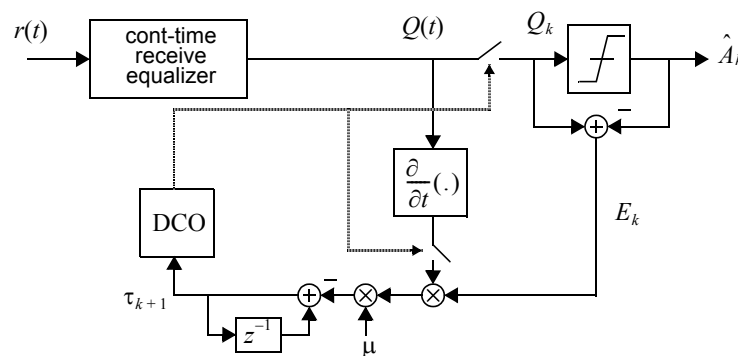 r(t)
cont-time
receive
equalizer
Q(t)
Q_k
Â
−
+
∂/∂t (.)
E_k
DCO
τ_{k+1}
+
−
×
×
z^{−1}
μ